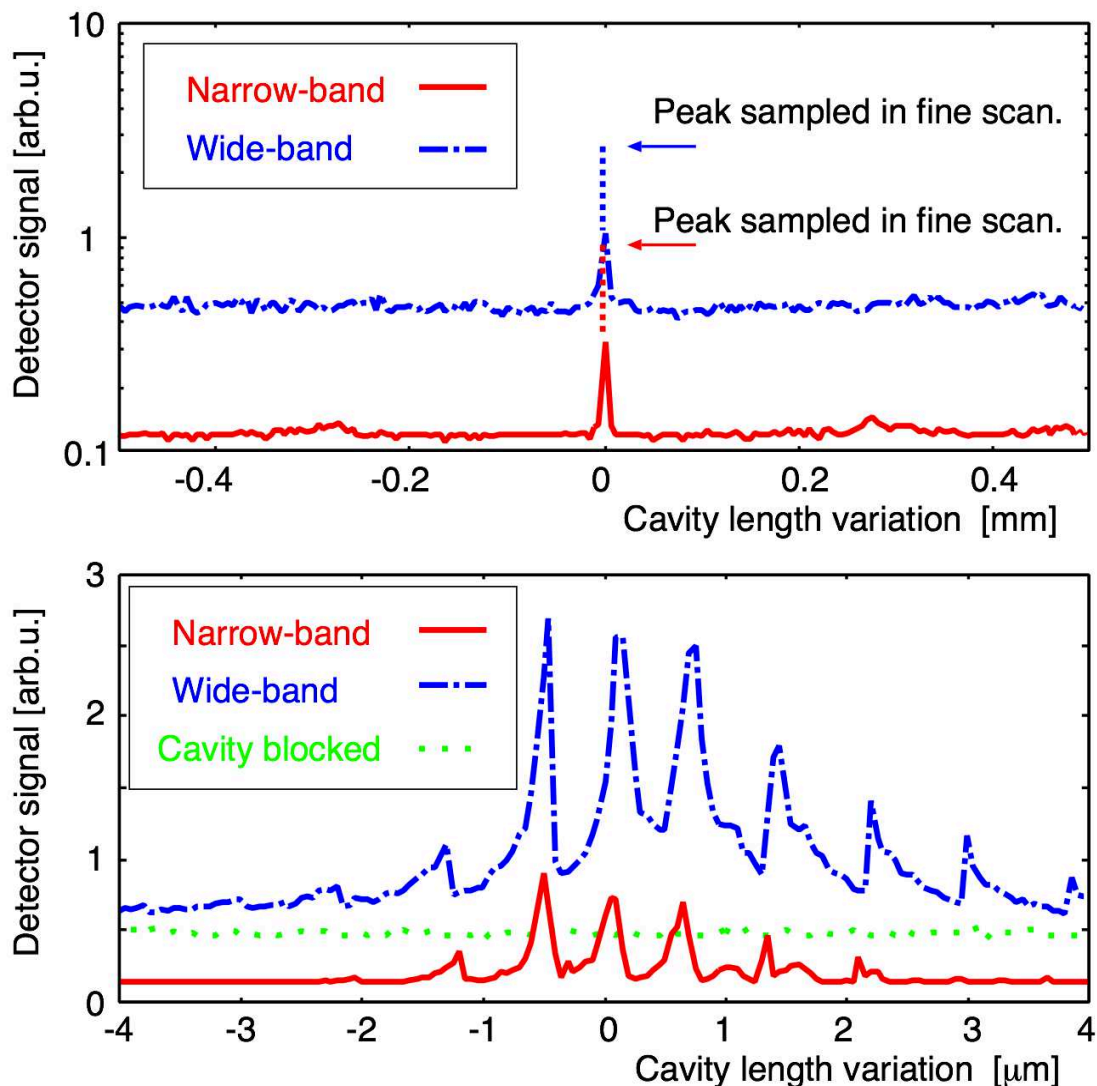 10
Detector signal [arb.u.]
Narrow-band
Wide-band
Peak sampled in fine scan.
Peak sampled in fine scan.
1
0.1
-0.4 -0.2 0 0.2 0.4
Cavity length variation [mm]
3
Detector signal [arb.u.]
Narrow-band
Wide-band
Cavity blocked
2
1
0
-4 -3 -2 -1 0 1 2 3 4
Cavity length variation [μm]